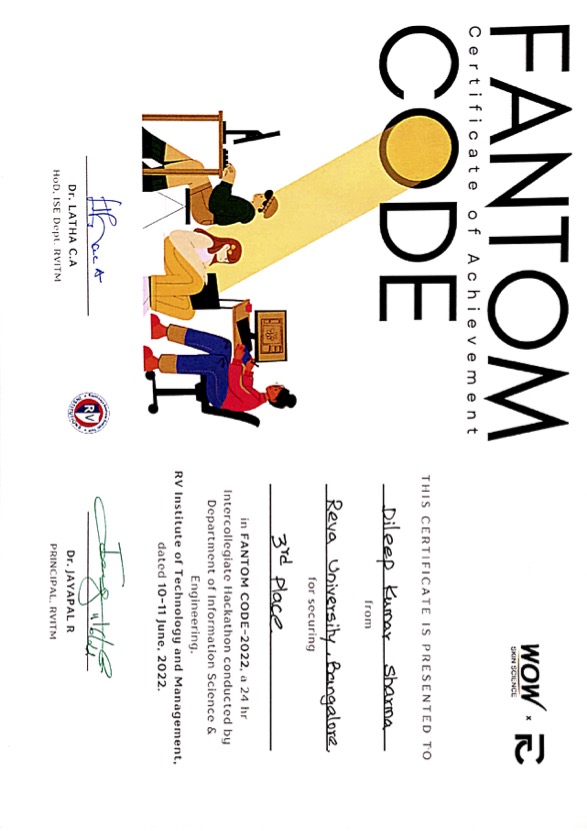 FANTOM
Certificate of Achievement
CODE
WOW x FC
SKIN SCIENCE
THIS CERTIFICATE IS PRESENTED TO
Dileep Kumar Sharma
from
Reva University, Bangalore.
for securing
3rd Place
in FANTOM CODE-2022, a 24 hr
Intercollegiate Hackathon conducted by
Department of Information Science &
Engineering,
RV Institute of Technology and Management,
dated 10-11 June, 2022.
Dr. LATHA C.A
HoD, ISE Dept. RVITM
RV
INSTITUTIONS
Dr. JAYAPAL R
PRINCIPAL, RVITM